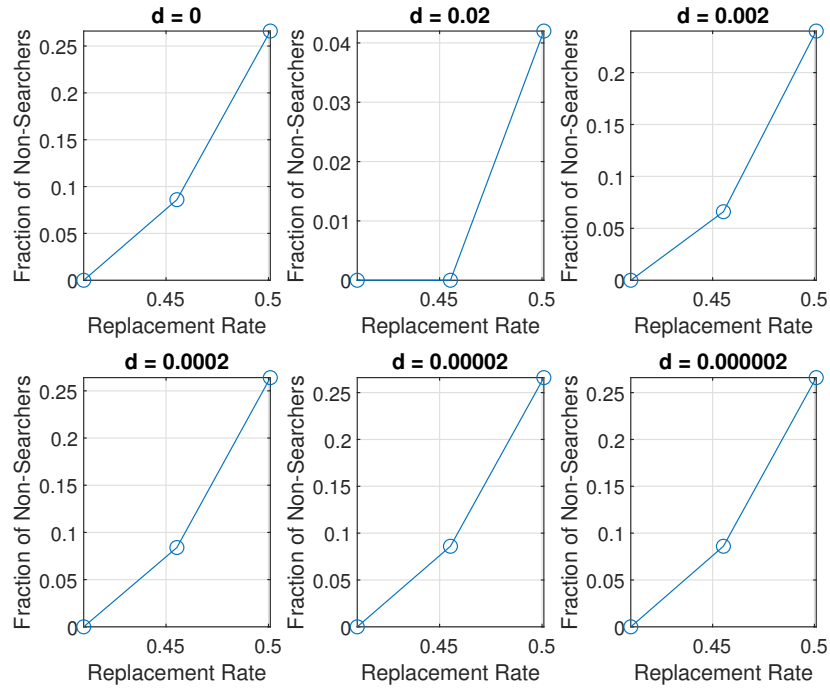 d = 0
Fraction of Non-Searchers
0.25
0.2
0.15
0.1
0.05
0
0.45
0.5
Replacement Rate
d = 0.02
Fraction of Non-Searchers
0.04
0.03
0.02
0.01
0
0.45
0.5
Replacement Rate
d = 0.002
Fraction of Non-Searchers
0.2
0.15
0.1
0.05
0
0.45
0.5
Replacement Rate
d = 0.0002
Fraction of Non-Searchers
0.25
0.2
0.15
0.1
0.05
0
0.45
0.5
Replacement Rate
d = 0.00002
Fraction of Non-Searchers
0.25
0.2
0.15
0.1
0.05
0
0.45
0.5
Replacement Rate
d = 0.000002
Fraction of Non-Searchers
0.25
0.2
0.15
0.1
0.05
0
0.45
0.5
Replacement Rate